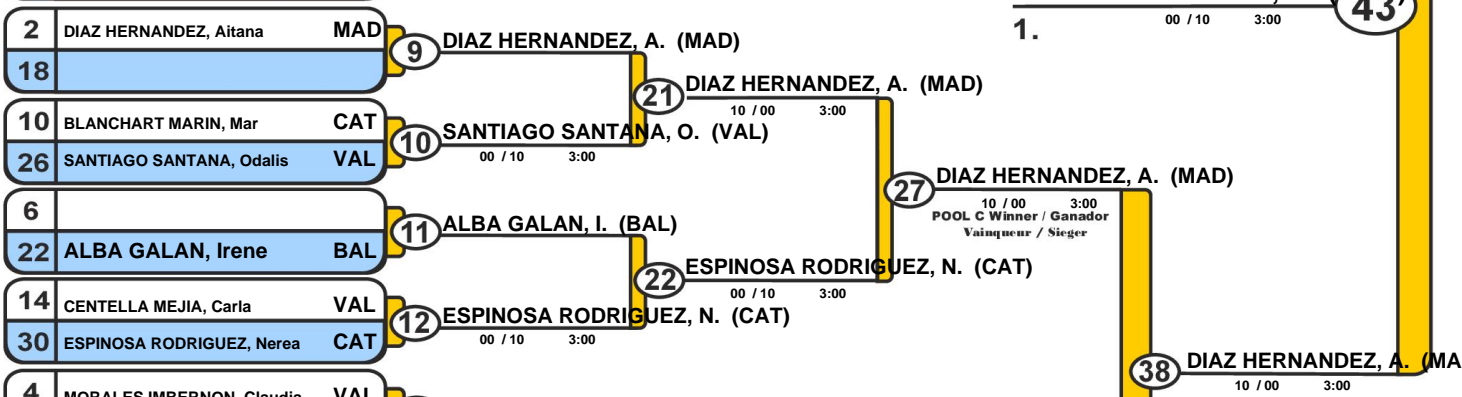 43'
00 / 10 3:00
1.
2 DIAZ HERNANDEZ, Aitana MAD
18
9 DIAZ HERNANDEZ, A. (MAD)
21 DIAZ HERNANDEZ, A. (MAD)
10 / 00 3:00
10 BLANCHART MARIN, Mar CAT
26 SANTIAGO SANTANA, Odalis VAL
10 SANTIAGO SANTANA, O. (VAL)
00 / 10 3:00
27 DIAZ HERNANDEZ, A. (MAD)
10 / 00 3:00
POOL C Winner / Ganador
Vainqueur / Sieger
6
22 ALBA GALAN, Irene BAL
11 ALBA GALAN, I. (BAL)
22 ESPINOSA RODRIGUEZ, N. (CAT)
00 / 10 3:00
14 CENTELLA MEJIA, Carla VAL
30 ESPINOSA RODRIGUEZ, Nerea CAT
12 ESPINOSA RODRIGUEZ, N. (CAT)
00 / 10 3:00
38 DIAZ HERNANDEZ, A. (MA
10 / 00 3:00
4 MORALES IMBERNON, Claudia VAL